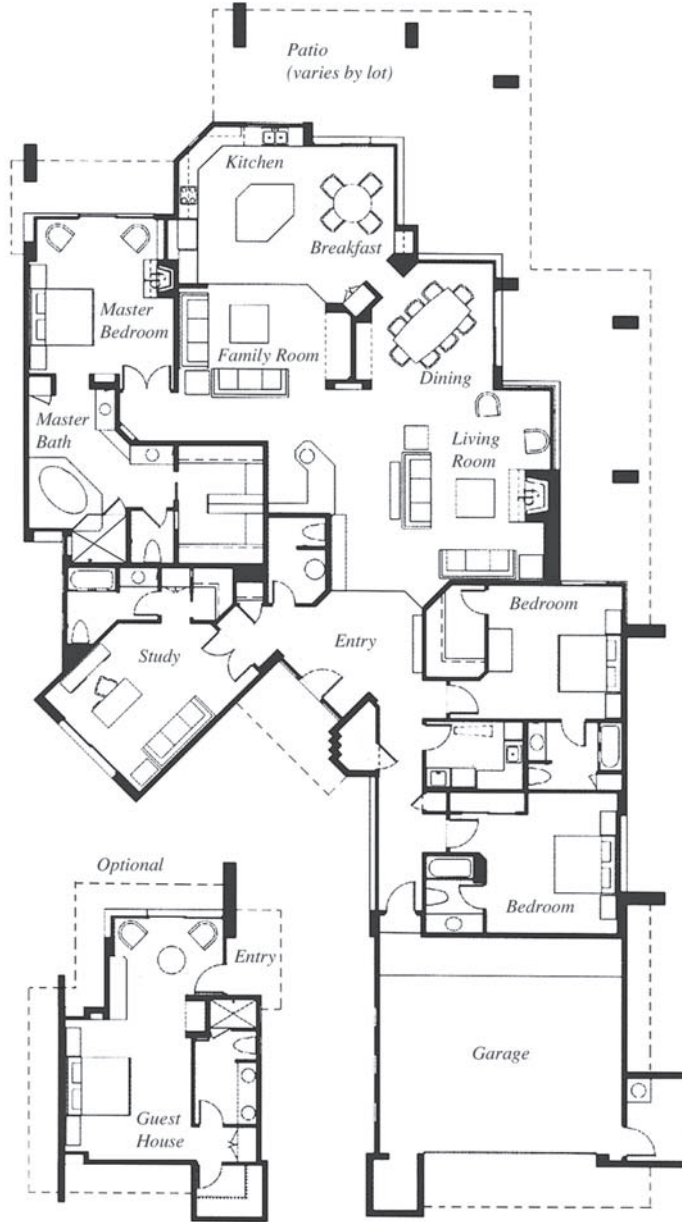 Patio
(varies by lot)
Kitchen
Breakfast
Master
Bedroom
Family Room
Dining
Master
Bath
Living
Room
Bedroom
Entry
Study
Optional
Bedroom
Entry
Garage
Guest
House